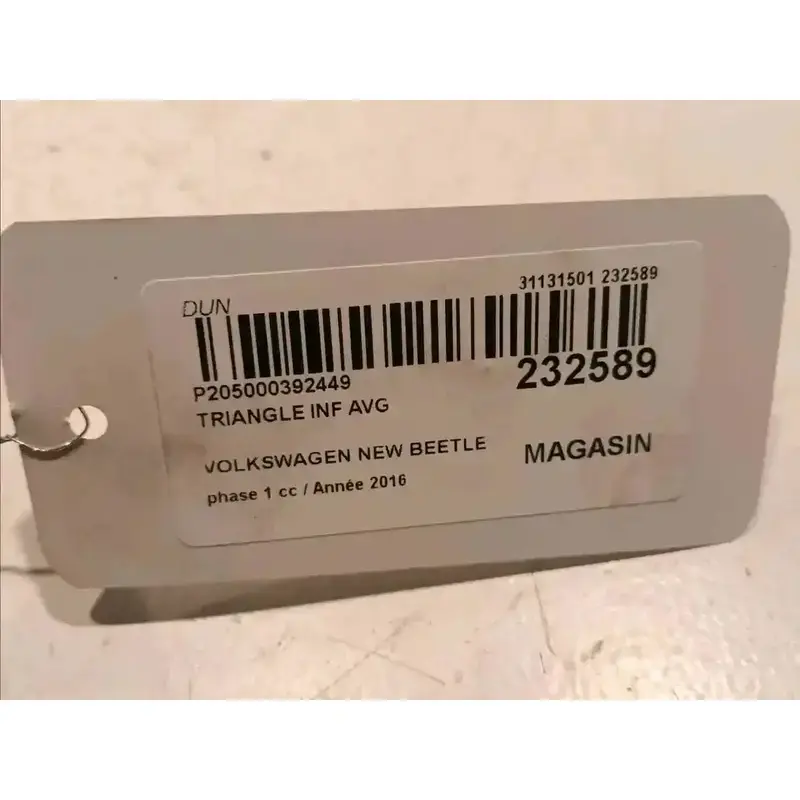 DUN
31131501 232589
P205000392449
232589
TRIANGLE INF AVG
VOLKSWAGEN NEW BEETLE
MAGASIN
phase 1 cc / Année 2016